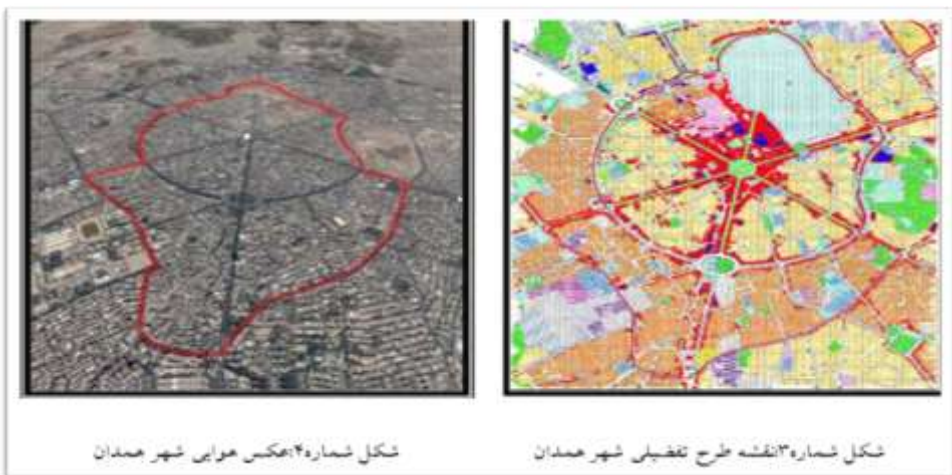 شکل شماره۳:نقشه طرح تفضیلی شهر همدان
شکل شماره۴:عکس هوایی شهر همدان